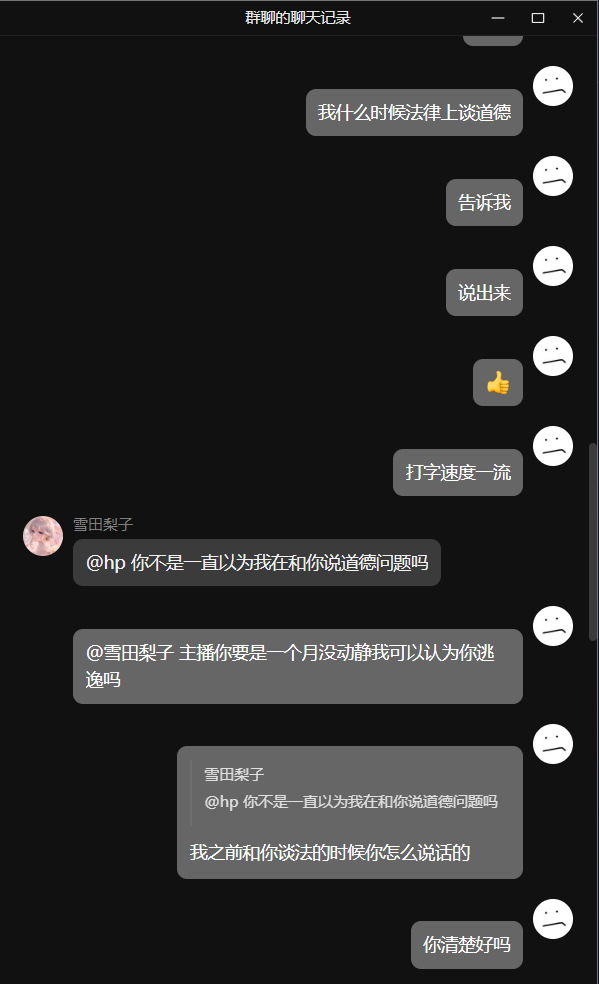 群聊的聊天记录
我什么时候法律上谈道德
告诉我
说出来
👍
打字速度一流
雪田梨子
@hp 你不是一直以为我在和你说道德问题吗
@雪田梨子 主播你要是一个月没动静我可以认为你逃
逸吗
雪田梨子
@hp 你不是一直以为我在和你说道德问题吗
我之前和你谈法的时候你怎么说话的
你清楚好吗